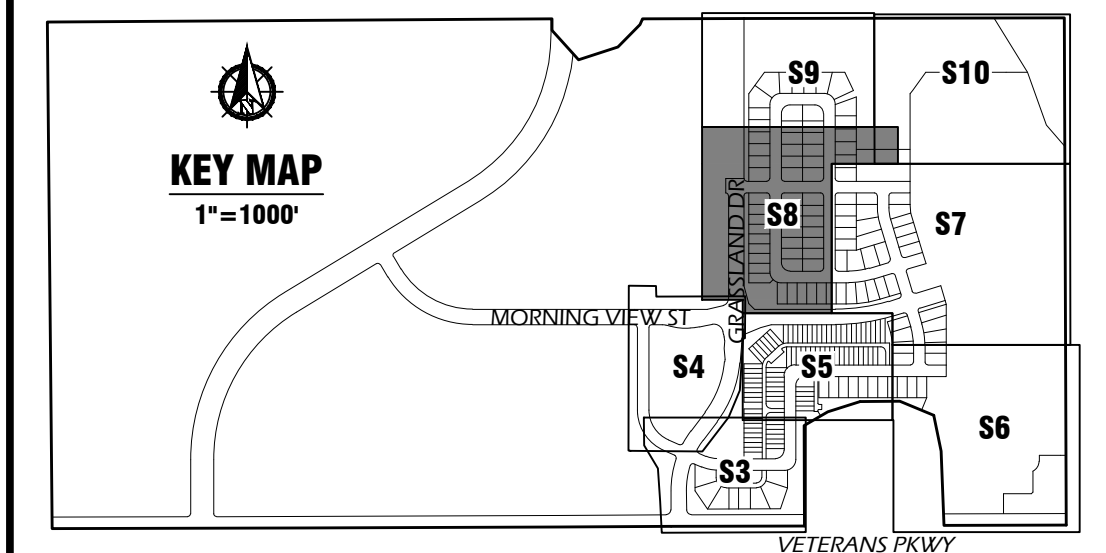 N
KEY MAP
1"=1000'
S9
S10
S8
S7
GRASSLAND DR
MORNING VIEW ST
S4
S5
S6
S3
VETERANS PKWY